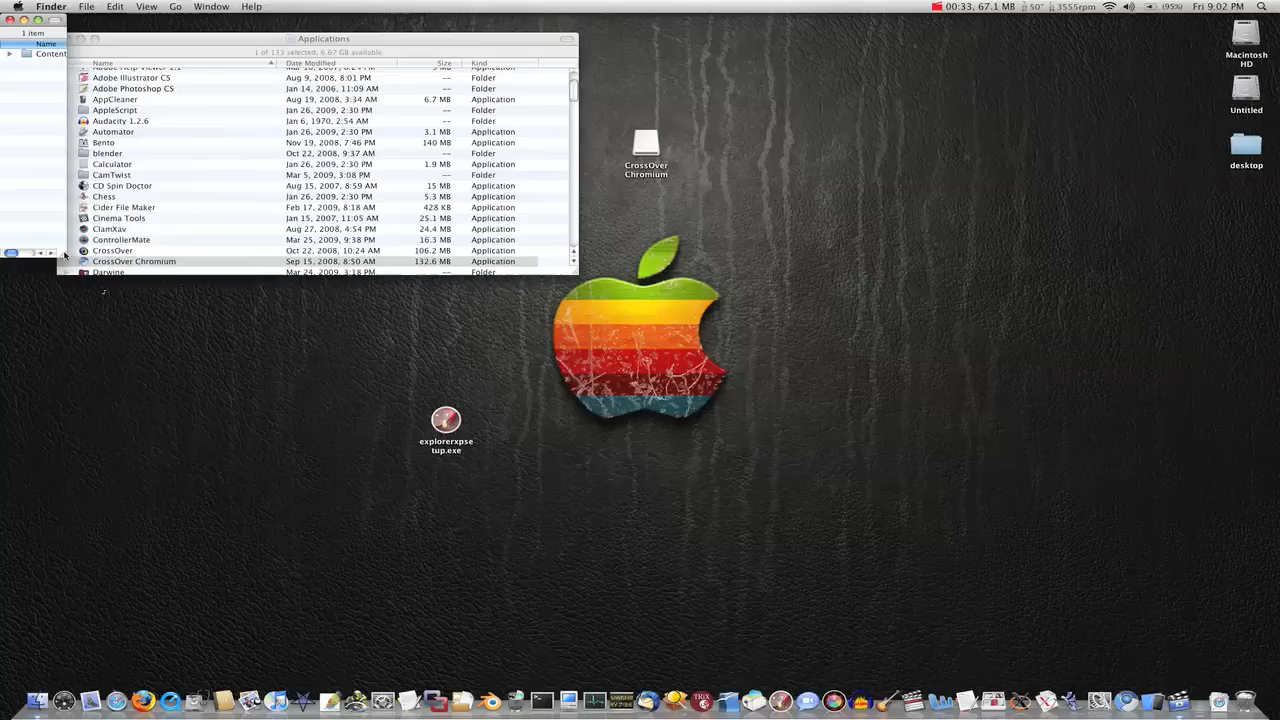 Finder File Edit View Go Window Help 00:33, 67.1 MB 50° 3555rpm (95%) Fri 9:02 PM
1 item
Name
Content
Applications
1 of 133 selected, 6.67 GB available
Name Date Modified Size Kind
Adobe Illustrator CS Aug 9, 2008, 8:01 PM -- Folder
Adobe Photoshop CS Jan 14, 2006, 11:09 AM -- Folder
AppCleaner Aug 19, 2008, 3:34 AM 6.7 MB Application
AppleScript Jan 26, 2009, 2:30 PM -- Folder
Audacity 1.2.6 Jan 6, 1970, 2:54 AM -- Folder
Automator Jan 26, 2009, 2:30 PM 3.1 MB Application
Bento Nov 19, 2008, 7:46 PM 140 MB Application
blender Oct 22, 2008, 9:37 AM -- Folder
Calculator Jan 26, 2009, 2:30 PM 1.9 MB Application
CamTwist Mar 5, 2009, 3:08 PM -- Folder
CD Spin Doctor Aug 15, 2007, 8:59 AM 15 MB Application
Chess Jan 26, 2009, 2:30 PM 5.3 MB Application
Cider File Maker Feb 17, 2009, 8:18 AM 428 KB Application
Cinema Tools Jan 15, 2007, 11:05 AM 25.1 MB Application
ClamXav Aug 27, 2008, 4:54 PM 24.4 MB Application
ControllerMate Mar 25, 2009, 9:38 PM 16.3 MB Application
CrossOver Oct 22, 2008, 10:24 AM 106.2 MB Application
CrossOver Chromium Sep 15, 2008, 8:50 AM 132.6 MB Application
Darwine Mar 24, 2009, 3:18 PM -- Folder
CrossOver
Chromium
explorerxpse
tup.exe
Macintosh
HD
Untitled
desktop